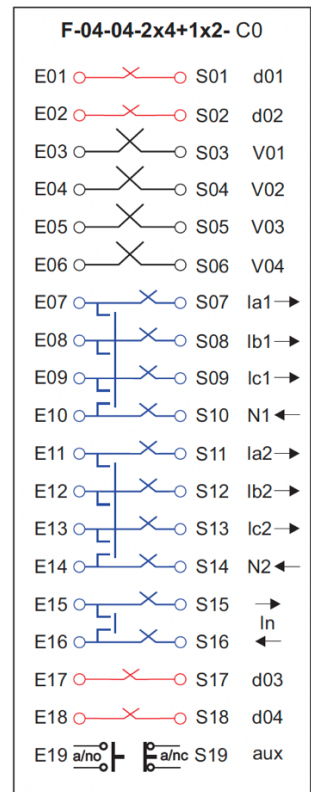 F-04-04-2x4+1x2- C0
E01 S01 d01
E02 S02 d02
E03 S03 V01
E04 S04 V02
E05 S05 V03
E06 S06 V04
E07 S07 Ia1
E08 S08 Ib1
E09 S09 Ic1
E10 S10 N1
E11 S11 Ia2
E12 S12 Ib2
E13 S13 Ic2
E14 S14 N2
E15 S15
In
E16 S16
E17 S17 d03
E18 S18 d04
E19 a/no a/nc S19 aux